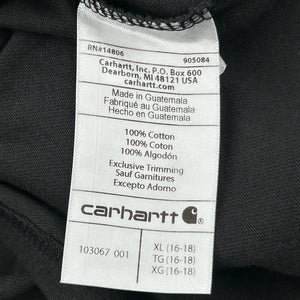 RN#14806 905084
Carhartt, Inc. P.O. Box 600
Dearborn, MI 48121 USA
Made in Guatemala
Fabriqué au Guatemala
Hecho en Guatemala
100% Cotton
100% Coton
100% Algodón
Exclusive Trimming
Sauf Garnitures
Excepto Adorno
carhartt
103067 001
XL (16-18)
TG (16-18)
XG (16-18)